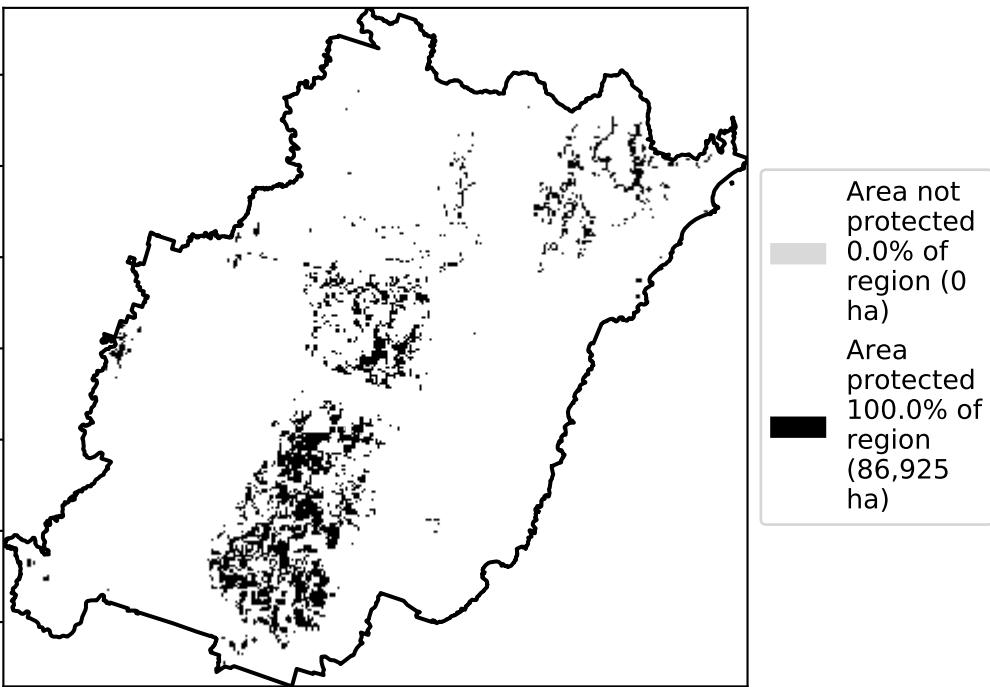 Area not
protected
0.0% of
region (0
ha)
Area
protected
100.0% of
region
(86,925
ha)